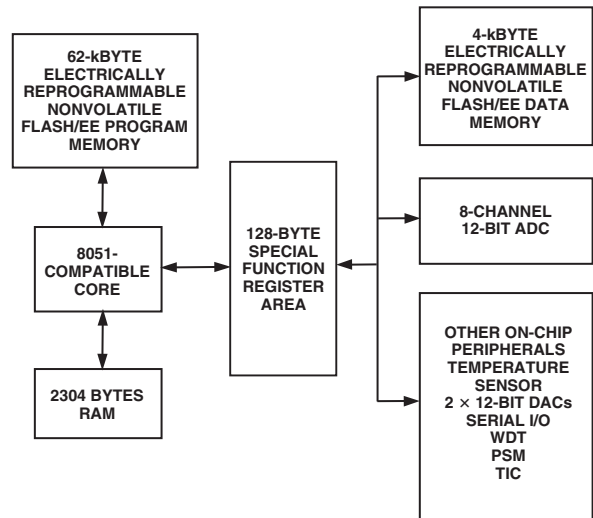 62-kBYTE
ELECTRICALLY
REPROGRAMMABLE
NONVOLATILE
FLASH/EE PROGRAM
MEMORY
8051-
COMPATIBLE
CORE
2304 BYTES
RAM
128-BYTE
SPECIAL
FUNCTION
REGISTER
AREA
4-kBYTE
ELECTRICALLY
REPROGRAMMABLE
NONVOLATILE
FLASH/EE DATA
MEMORY
8-CHANNEL
12-BIT ADC
OTHER ON-CHIP
PERIPHERALS
TEMPERATURE
SENSOR
2 × 12-BIT DACs
SERIAL I/O
WDT
PSM
TIC